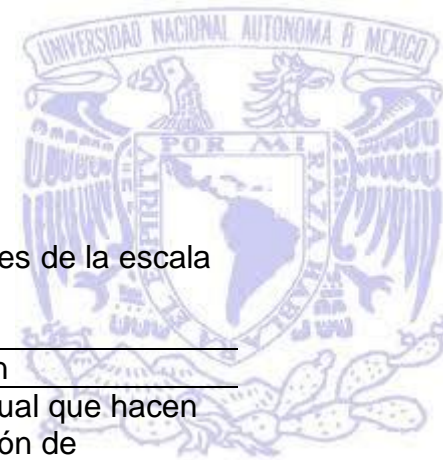 UNIVERSIDAD NACIONAL AUTONOMA D MEXICO
POR MI
RAZA HABLARA
EL ESPIRITU
es de la escala
n
ual que hacen
ón de